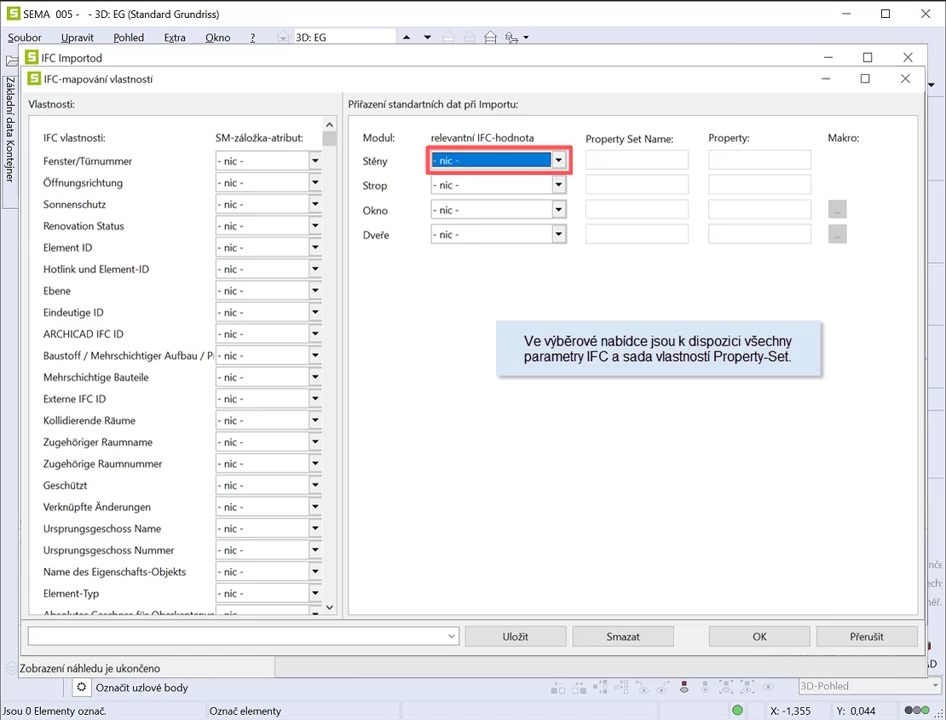 SEMA 005 - - 3D: EG (Standard Grundriss)
Soubor Upravit Pohled Extra Okno ? 3D: EG
IFC Importod
IFC-mapování vlastností
Základní data Kontejner
Vlastnosti:
IFC vlastnosti: SM-záložka-atribut:
Fenster/Türnummer - nic -
Öffnungsrichtung - nic -
Sonnenschutz - nic -
Renovation Status - nic -
Element ID - nic -
Hotlink und Element-ID - nic -
Ebene - nic -
Eindeutige ID - nic -
ARCHICAD IFC ID - nic -
Baustoff / Mehrschichtiger Aufbau / - nic -
Mehrschichtige Bauteile - nic -
Externe IFC ID - nic -
Kollidierende Räume - nic -
Zugehöriger Raumname - nic -
Zugehörige Raumnummer - nic -
Geschützt - nic -
Verknüpfte Änderungen - nic -
Ursprungsgeschoss Name - nic -
Ursprungsgeschoss Nummer - nic -
Name des Eigenschafts-Objekts - nic -
Element-Typ - nic -
Přiřazení standartních dat při Importu:
Modul: relevantní IFC-hodnota Property Set Name: Property: Makro:
Stěny - nic -
Strop - nic -
Okno - nic - ...
Dveře - nic - ...
Ve výběrové nabídce jsou k dispozici všechny
parametry IFC a sada vlastností Property-Set.
Uložit Smazat OK Přerušit
Zobrazení náhledu je ukončeno
Označit uzlové body 3D-Pohled
Jsou 0 Elementy označ. Označ elementy X: -1,355 Y: 0,044